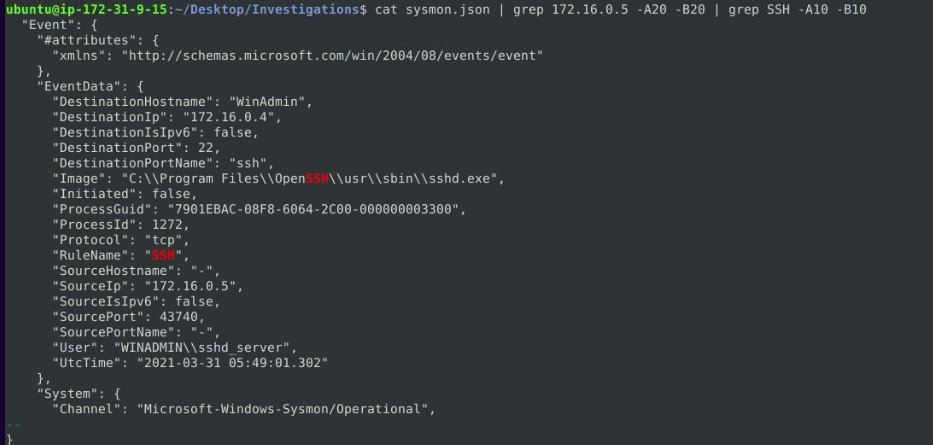 ubuntu@ip-172-31-9-15:~/Desktop/Investigations$ cat sysmon.json | grep 172.16.0.5 -A20 -B20 | grep SSH -A10 -B10
  "Event": {
    "#attributes": {
      "xmlns": "http://schemas.microsoft.com/win/2004/08/events/event"
    },
    "EventData": {
      "DestinationHostname": "WinAdmin",
      "DestinationIp": "172.16.0.4",
      "DestinationIsIpv6": false,
      "DestinationPort": 22,
      "DestinationPortName": "ssh",
      "Image": "C:\\Program Files\\OpenSSH\\usr\\sbin\\sshd.exe",
      "Initiated": false,
      "ProcessGuid": "7901EBAC-08F8-6064-2C00-000000003300",
      "ProcessId": 1272,
      "Protocol": "tcp",
      "RuleName": "SSH",
      "SourceHostname": "-",
      "SourceIp": "172.16.0.5",
      "SourceIsIpv6": false,
      "SourcePort": 43740,
      "SourcePortName": "-",
      "User": "WINADMIN\\sshd_server",
      "UtcTime": "2021-03-31 05:49:01.302"
    },
    "System": {
      "Channel": "Microsoft-Windows-Sysmon/Operational",
--
}